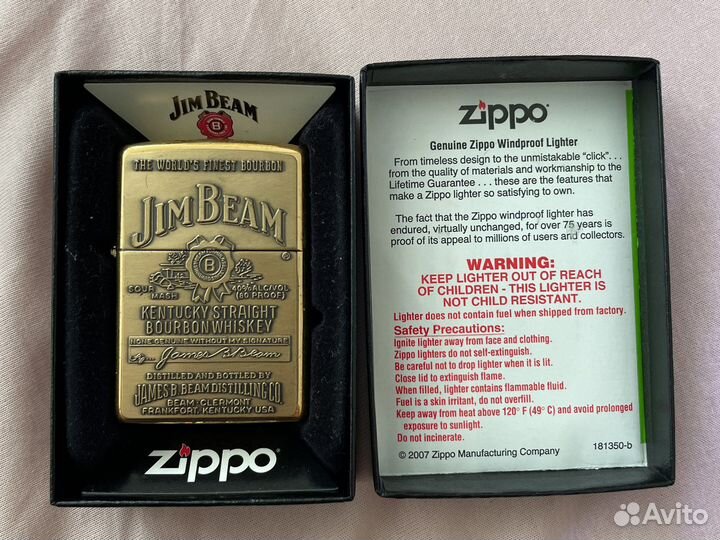 JIM BEAM
B
THE WORLD'S FINEST BOURBON
JIM BEAM
®
B
SOUR MASH
40% ALC/VOL
(80 PROOF)
KENTUCKY STRAIGHT
BOURBON WHISKEY
NONE GENUINE WITHOUT MY SIGNATURE
James B. Beam
DISTILLED AND BOTTLED BY
JAMES B. BEAM DISTILLING CO.
BEAM - CLERMONT
FRANKFORT, KENTUCKY USA
zippo
zippo
Genuine Zippo Windproof Lighter
From timeless design to the unmistakable “click”. . .
from the quality of materials and workmanship to the
Lifetime Guarantee . . . these are the features that
make a Zippo lighter so satisfying to own.
The fact that the Zippo windproof lighter has
endured, virtually unchanged, for over 75 years is
proof of its appeal to millions of users and collectors.
WARNING:
KEEP LIGHTER OUT OF REACH
OF CHILDREN - THIS LIGHTER IS
NOT CHILD RESISTANT.
Lighter does not contain fuel when shipped from factory.
Safety Precautions:
Ignite lighter away from face and clothing.
Zippo lighters do not self-extinguish.
Be careful not to drop lighter when it is lit.
Close lid to extinguish flame.
When filled, lighter contains flammable fluid.
Fuel is a skin irritant, do not overfill.
Keep away from heat above 120° F (49° C) and avoid prolonged
exposure to sunlight.
Do not incinerate.
181350-b
© 2007 Zippo Manufacturing Company
Avito